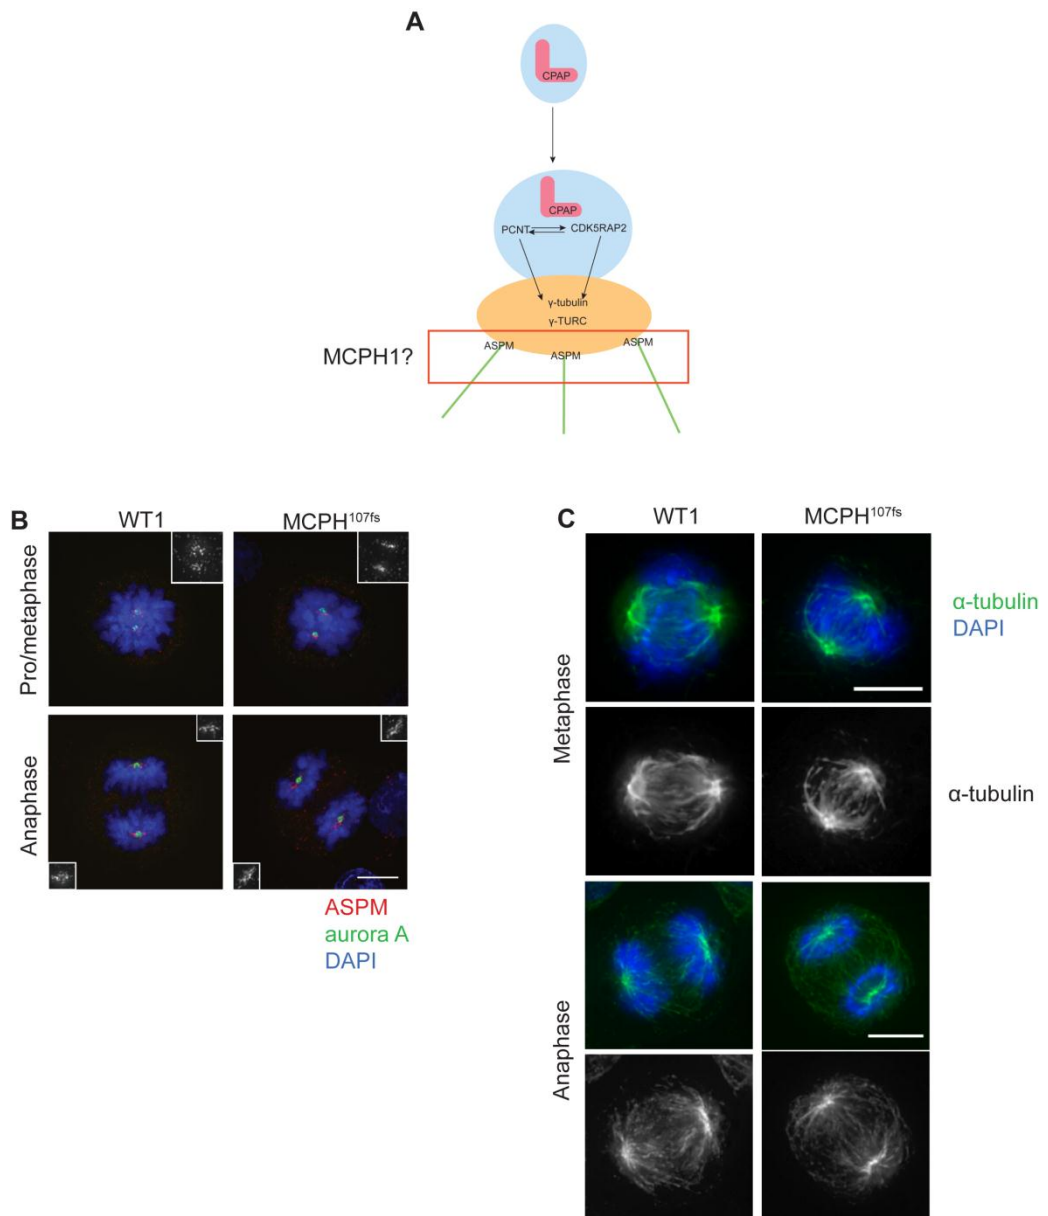 A
CPAP
CPAP
PCNT CDK5RAP2
γ-tubulin
γ-TURC
MCPH1?
ASPM ASPM ASPM
B
WT1 MCPH107fs
Pro/metaphase
Anaphase
ASPM
aurora A
DAPI
C
WT1 MCPH107fs
Metaphase
α-tubulin
DAPI
α-tubulin
Anaphase